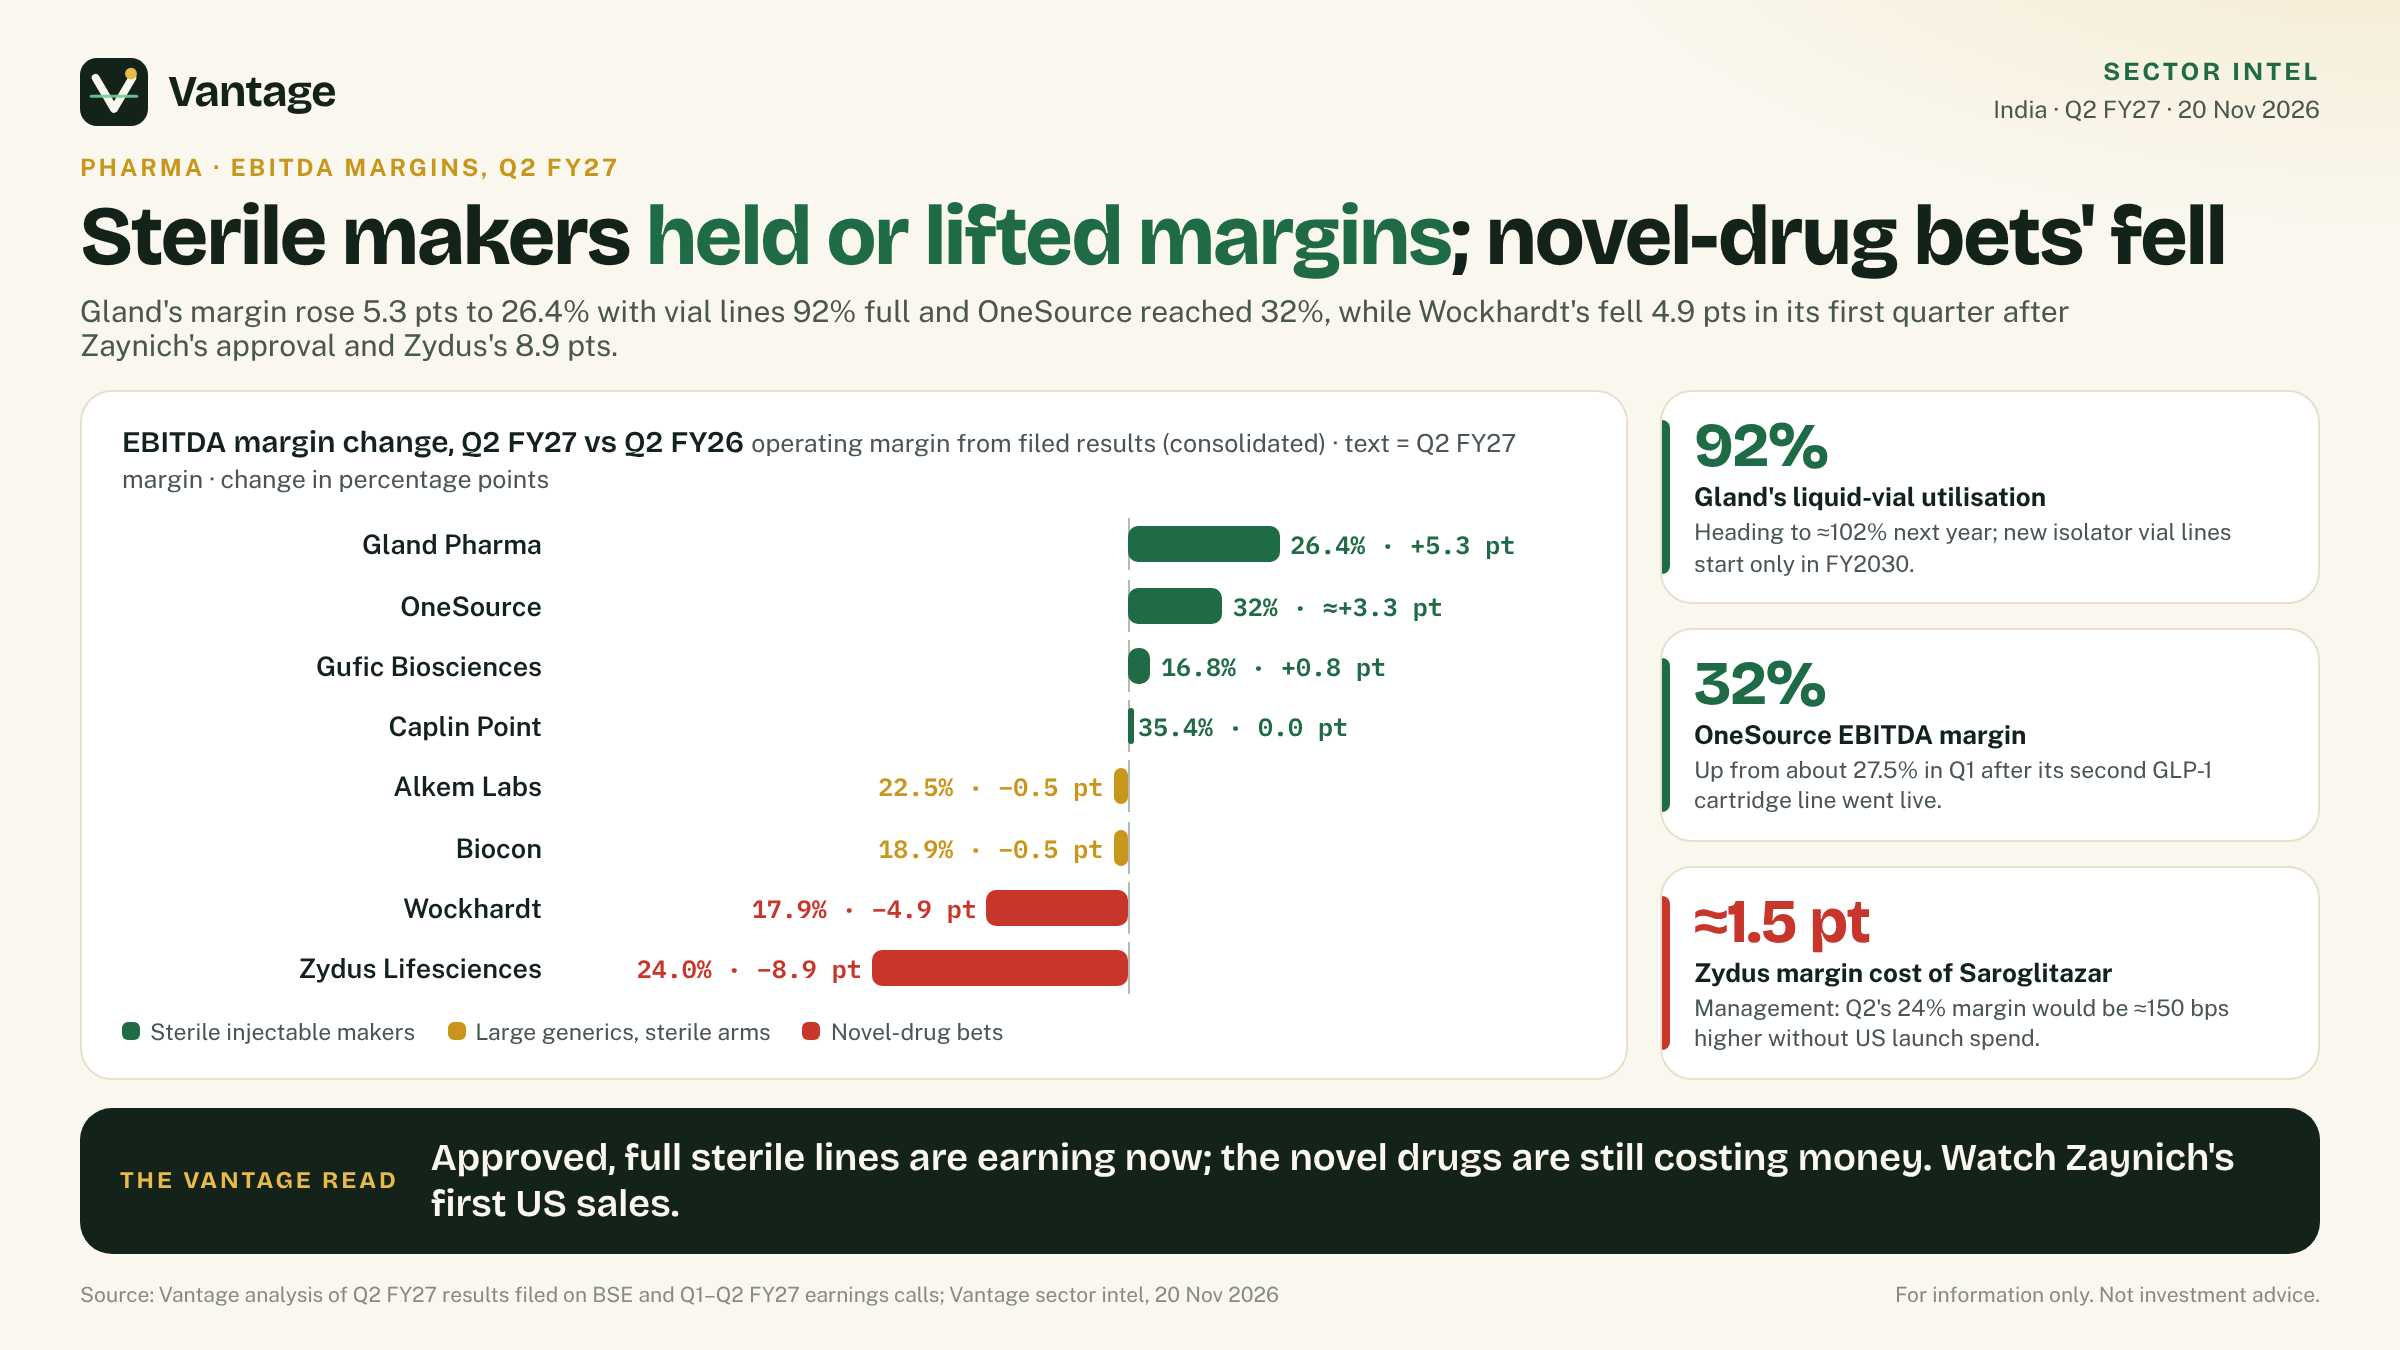 Vantage
SECTOR INTEL
India · Q2 FY27 · 20 Nov 2026
PHARMA · EBITDA MARGINS, Q2 FY27
Sterile makers held or lifted margins; novel-drug bets' fell
Gland's margin rose 5.3 pts to 26.4% with vial lines 92% full and OneSource reached 32%, while Wockhardt's fell 4.9 pts in its first quarter after
Zaynich's approval and Zydus's 8.9 pts.
EBITDA margin change, Q2 FY27 vs Q2 FY26 operating margin from filed results (consolidated) · text = Q2 FY27
margin · change in percentage points
Gland Pharma 26.4% · +5.3 pt
OneSource 32% · ≈+3.3 pt
Gufic Biosciences 16.8% · +0.8 pt
Caplin Point 35.4% · 0.0 pt
Alkem Labs 22.5% · −0.5 pt
Biocon 18.9% · −0.5 pt
Wockhardt 17.9% · −4.9 pt
Zydus Lifesciences 24.0% · −8.9 pt
Sterile injectable makers Large generics, sterile arms Novel-drug bets
92%
Gland's liquid-vial utilisation
Heading to ≈102% next year; new isolator vial lines
start only in FY2030.
32%
OneSource EBITDA margin
Up from about 27.5% in Q1 after its second GLP-1
cartridge line went live.
≈1.5 pt
Zydus margin cost of Saroglitazar
Management: Q2's 24% margin would be ≈150 bps
higher without US launch spend.
THE VANTAGE READ
Approved, full sterile lines are earning now; the novel drugs are still costing money. Watch Zaynich's
first US sales.
Source: Vantage analysis of Q2 FY27 results filed on BSE and Q1–Q2 FY27 earnings calls; Vantage sector intel, 20 Nov 2026
For information only. Not investment advice.